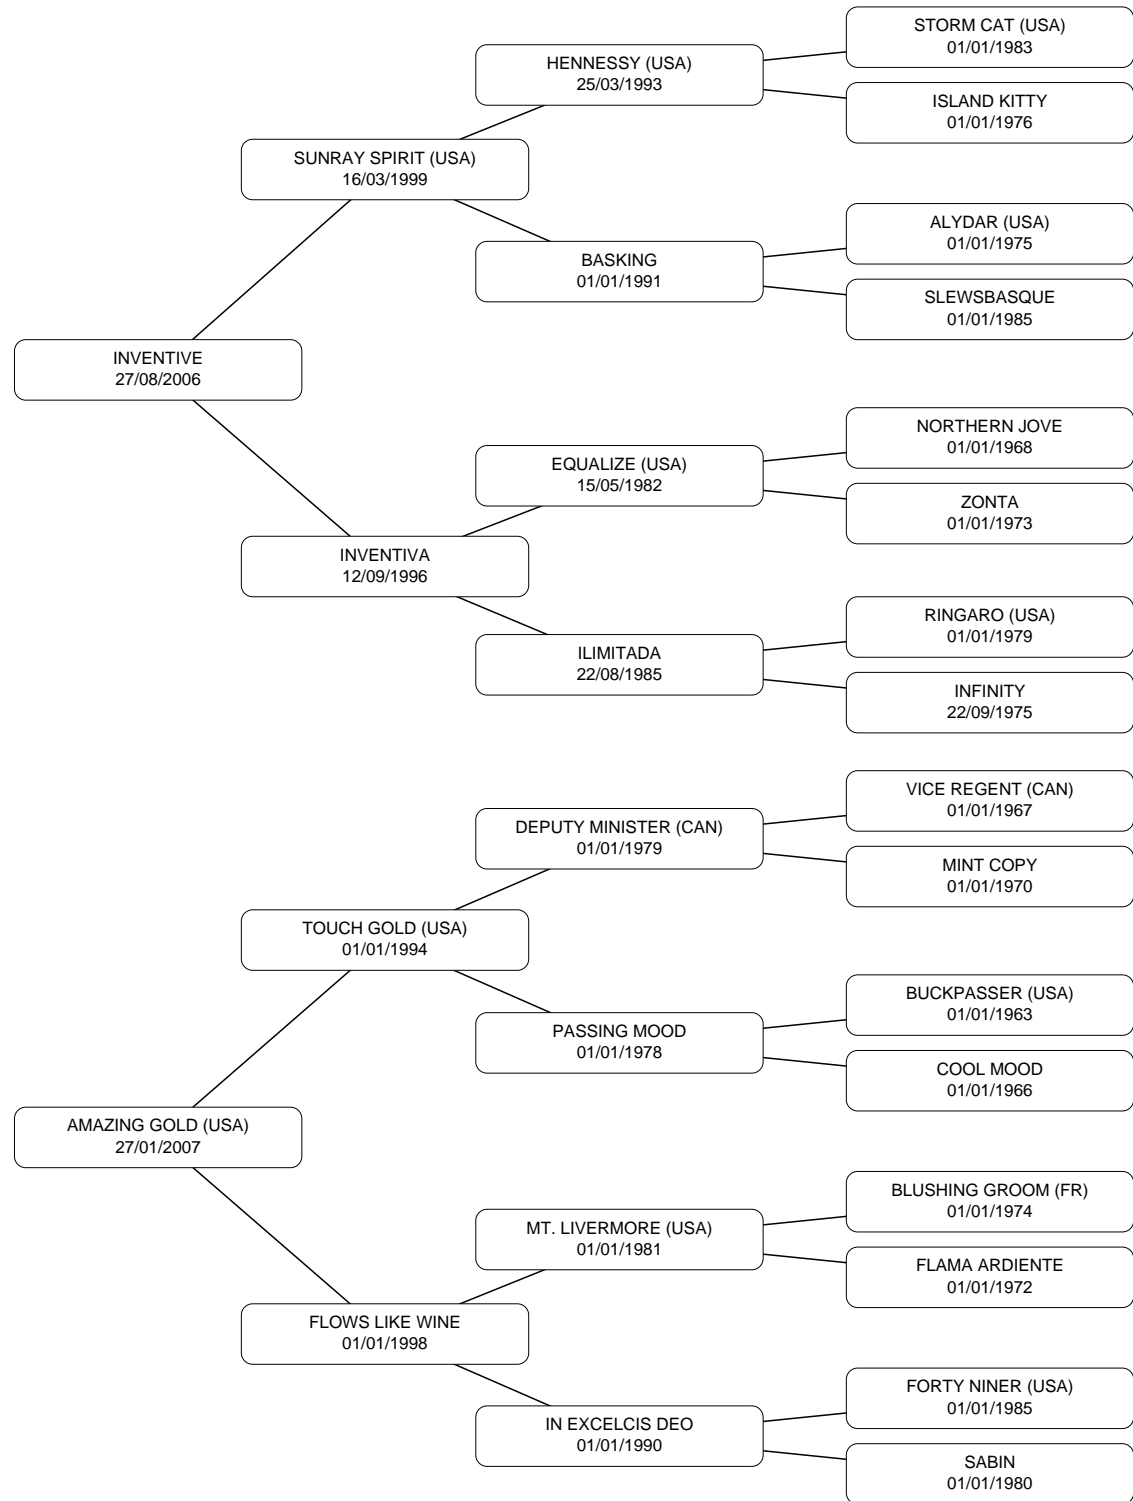 STORM CAT (USA)
01/01/1983
HENNESSY (USA)
25/03/1993
ISLAND KITTY
01/01/1976
SUNRAY SPIRIT (USA)
16/03/1999
ALYDAR (USA)
01/01/1975
BASKING
01/01/1991
SLEWSBASQUE
01/01/1985
INVENTIVE
27/08/2006
NORTHERN JOVE
01/01/1968
EQUALIZE (USA)
15/05/1982
ZONTA
01/01/1973
INVENTIVA
12/09/1996
RINGARO (USA)
01/01/1979
ILIMITADA
22/08/1985
INFINITY
22/09/1975
VICE REGENT (CAN)
01/01/1967
DEPUTY MINISTER (CAN)
01/01/1979
MINT COPY
01/01/1970
TOUCH GOLD (USA)
01/01/1994
BUCKPASSER (USA)
01/01/1963
PASSING MOOD
01/01/1978
COOL MOOD
01/01/1966
AMAZING GOLD (USA)
27/01/2007
BLUSHING GROOM (FR)
01/01/1974
MT. LIVERMORE (USA)
01/01/1981
FLAMA ARDIENTE
01/01/1972
FLOWS LIKE WINE
01/01/1998
FORTY NINER (USA)
01/01/1985
IN EXCELCIS DEO
01/01/1990
SABIN
01/01/1980